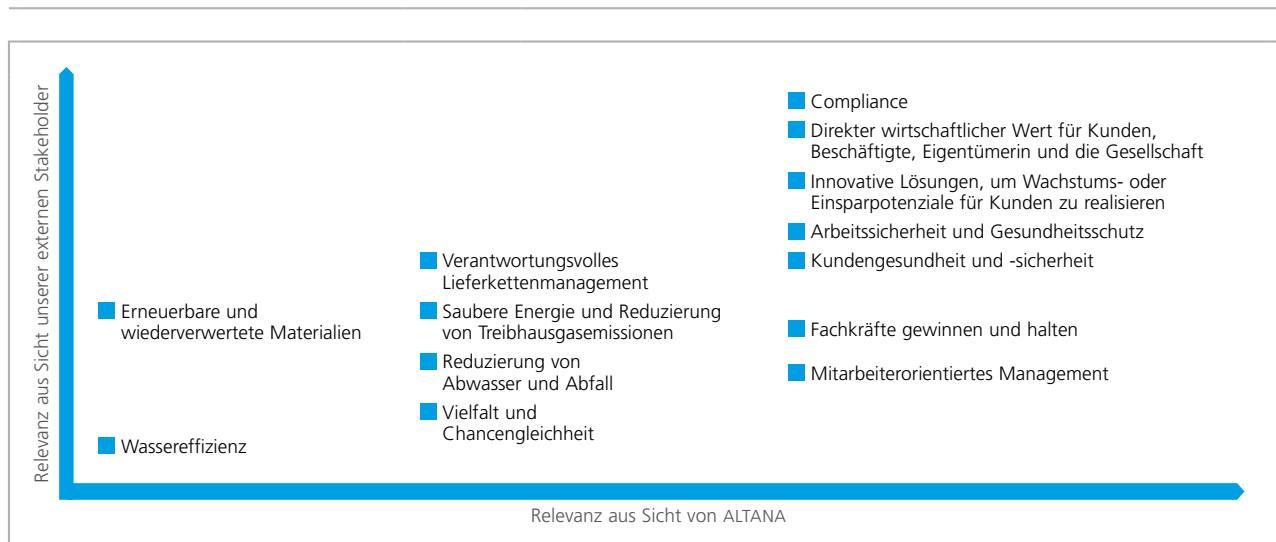 Relevanz aus Sicht unserer externen Stakeholder
Erneuerbare und
wiederverwertete Materialien
Wassereffizienz
Verantwortungsvolles
Lieferkettenmanagement
Saubere Energie und Reduzierung
von Treibhausgasemissionen
Reduzierung von
Abwasser und Abfall
Vielfalt und
Chancengleichheit
Compliance
Direkter wirtschaftlicher Wert für Kunden,
Beschäftigte, Eigentümerin und die Gesellschaft
Innovative Lösungen, um Wachstums- oder
Einsparpotenziale für Kunden zu realisieren
Arbeitssicherheit und Gesundheitsschutz
Kundengesundheit und -sicherheit
Fachkräfte gewinnen und halten
Mitarbeiterorientiertes Management
Relevanz aus Sicht von ALTANA